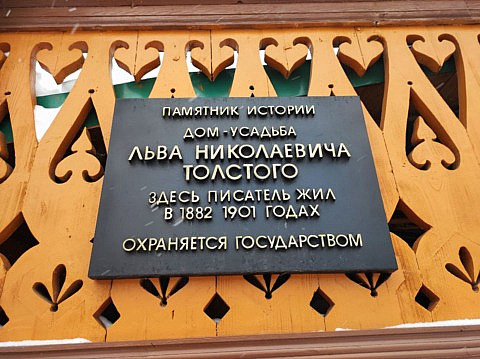 ПАМЯТНИК ИСТОРИИ
ДОМ-УСАДЬБА
ЛЬВА НИКОЛАЕВИЧА
ТОЛСТОГО
ЗДЕСЬ ПИСАТЕЛЬ ЖИЛ
В 1882 1901 ГОДАХ
ОХРАНЯЕТСЯ ГОСУДАРСТВОМ